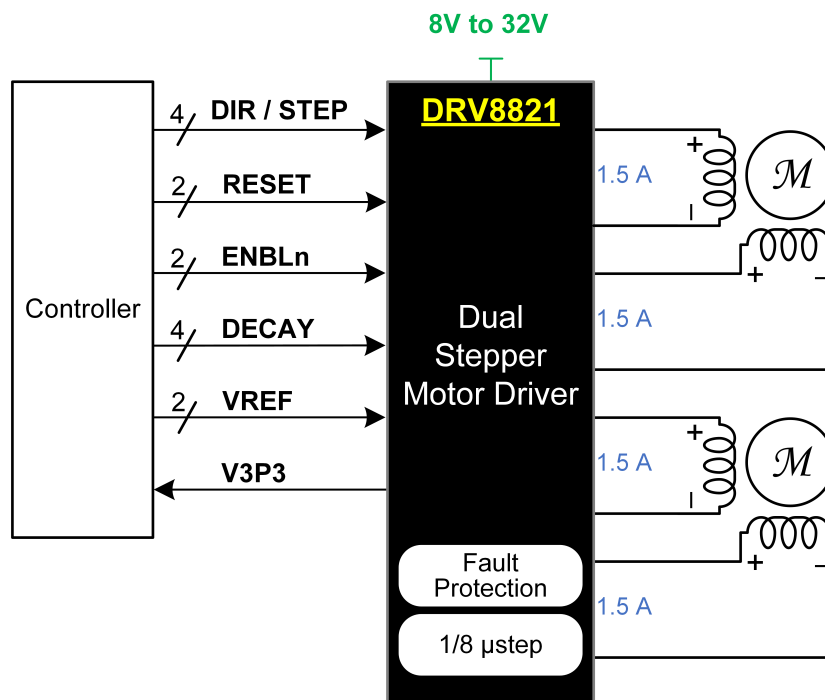 8V to 32V
DRV8821
4 DIR / STEP
2 RESET
2 ENBLn
4 DECAY
2 VREF
V3P3
Controller
Dual
Stepper
Motor Driver
Fault
Protection
1/8 µstep
1.5 A
1.5 A
1.5 A
1.5 A
+
–
M
+
–
+
–
M
+
–